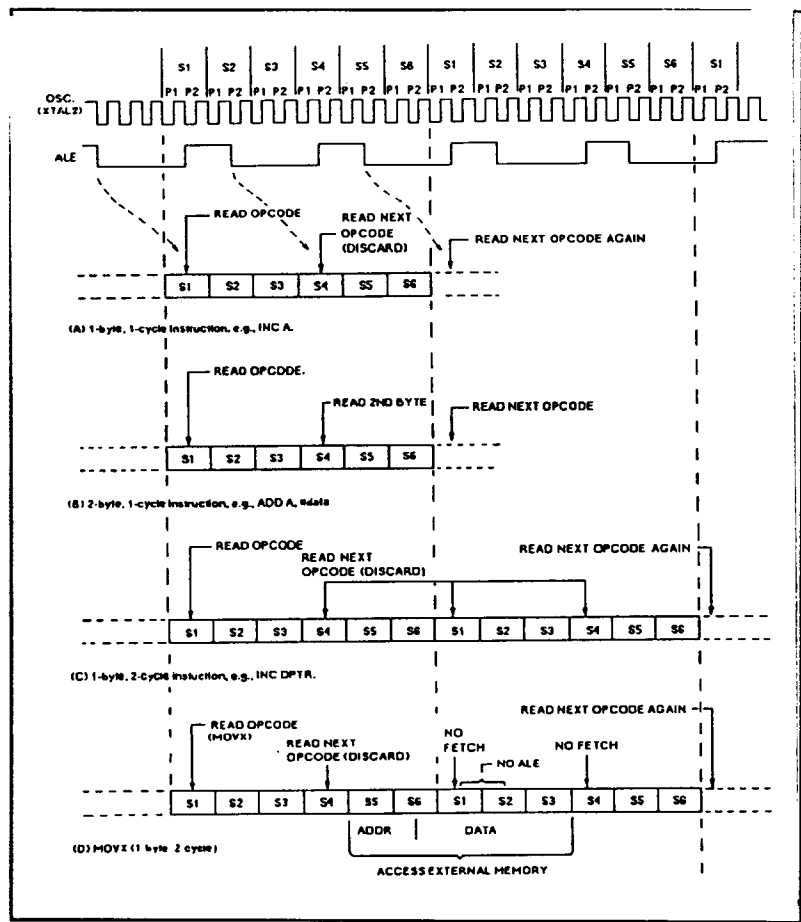 S1 S2 S3 S4 S5 S6 S1 S2 S3 S4 S5 S6 S1
P1 P2 P1 P2 P1 P2 P1 P2 P1 P2 P1 P2 P1 P2 P1 P2 P1 P2 P1 P2 P1 P2 P1 P2 P1 P2
OSC.
(XTAL2)
ALE
READ OPCODE
READ NEXT
OPCODE
(DISCARD)
READ NEXT OPCODE AGAIN
S1 S2 S3 S4 S5 S6
(A) 1-byte, 1-cycle instruction, e.g., INC A.
READ OPCODE.
READ 2ND BYTE
READ NEXT OPCODE
S1 S2 S3 S4 S5 S6
(B) 2-byte, 1-cycle instruction, e.g., ADD A, #data
READ OPCODE
READ NEXT
OPCODE (DISCARD)
READ NEXT OPCODE AGAIN
S1 S2 S3 S4 S5 S6 S1 S2 S3 S4 S5 S6
(C) 1-byte, 2-cycle instuction, e.g., INC DPTR.
READ OPCODE
(MOVX)
READ NEXT
OPCODE (DISCARD)
NO
FETCH
NO ALE
NO FETCH
READ NEXT OPCODE AGAIN
S1 S2 S3 S4 S5 S6 S1 S2 S3 S4 S5 S6
ADDR DATA
(D) MOVX (1 byte 2 cycle)
ACCESS EXTERNAL MEMORY